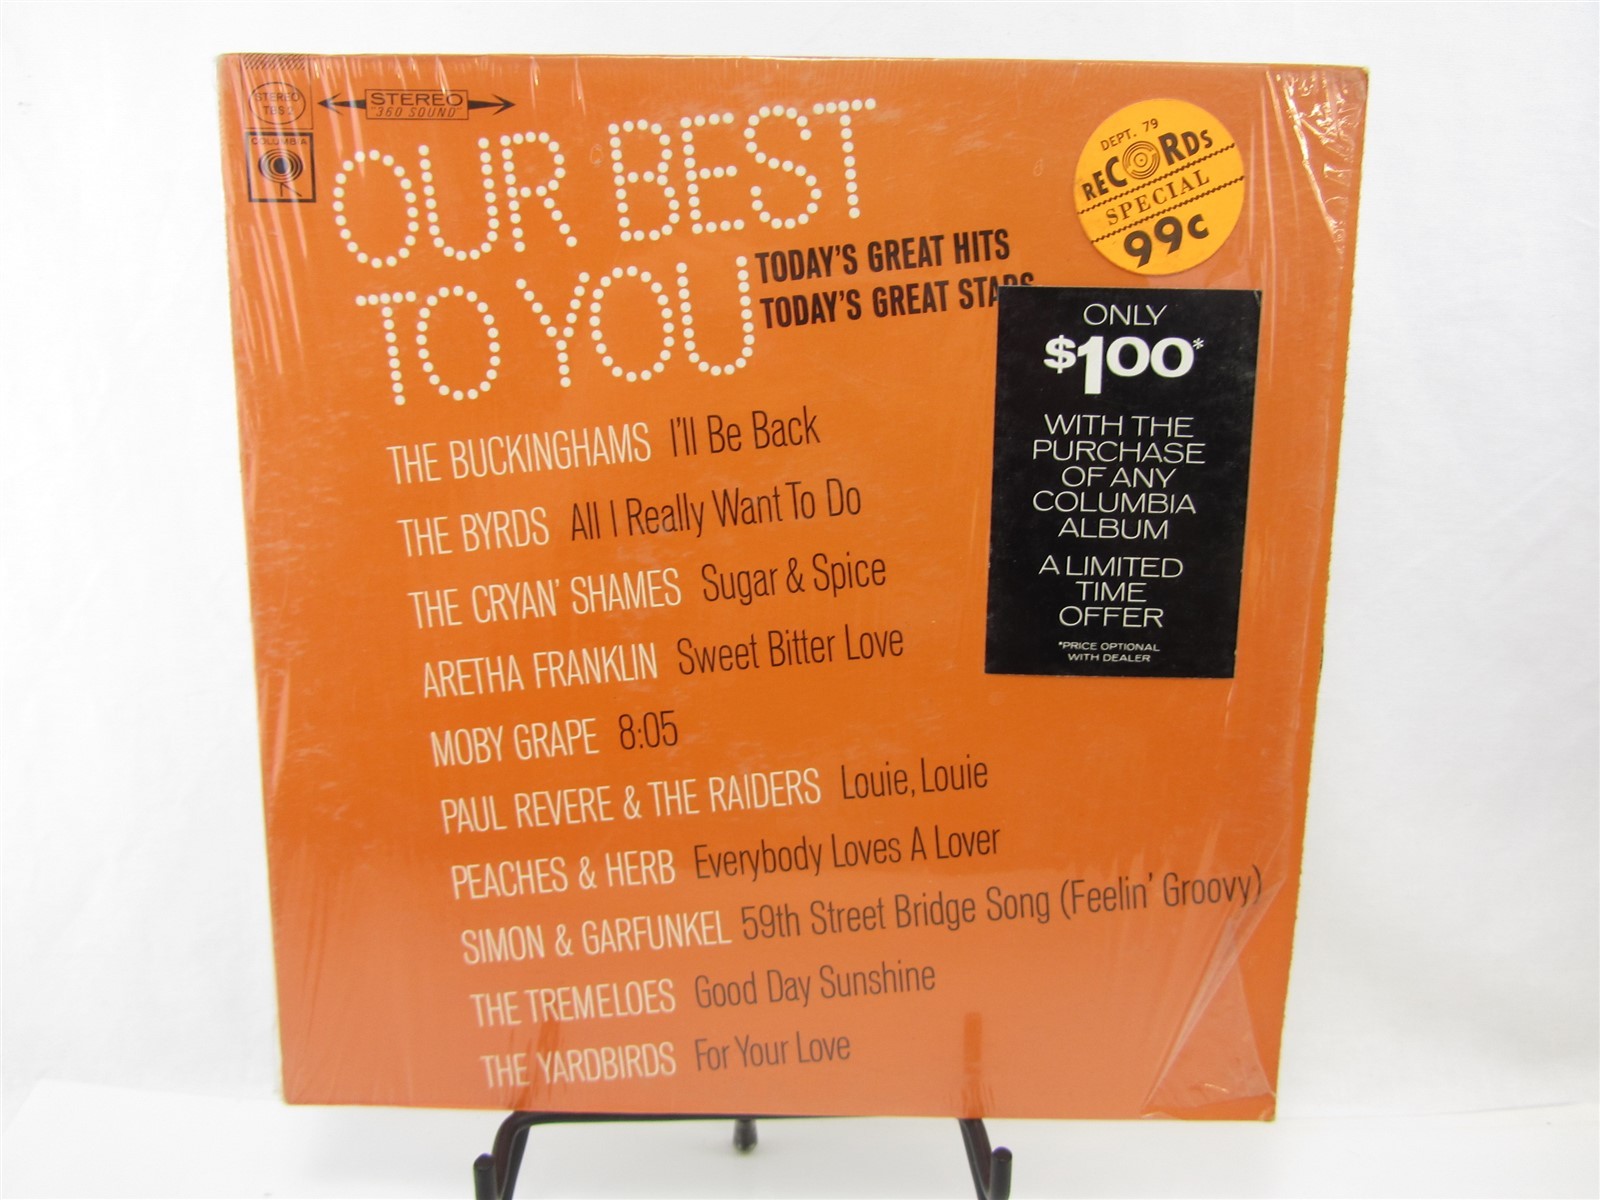 STEREO
TBS 2
STEREO
"360 SOUND"
COLUMBIA
OUR BEST
TO YOU
TODAY'S GREAT HITS
TODAY'S GREAT STARS
DEPT. 79
RECORDS
SPECIAL
99c
ONLY
$100*
WITH THE
PURCHASE
OF ANY
COLUMBIA
ALBUM
A LIMITED
TIME
OFFER
*PRICE OPTIONAL
WITH DEALER
THE BUCKINGHAMS I'll Be Back
THE BYRDS All I Really Want To Do
THE CRYAN' SHAMES Sugar & Spice
ARETHA FRANKLIN Sweet Bitter Love
MOBY GRAPE 8:05
PAUL REVERE & THE RAIDERS Louie, Louie
PEACHES & HERB Everybody Loves A Lover
SIMON & GARFUNKEL 59th Street Bridge Song (Feelin' Groovy)
THE TREMELOES Good Day Sunshine
THE YARDBIRDS For Your Love